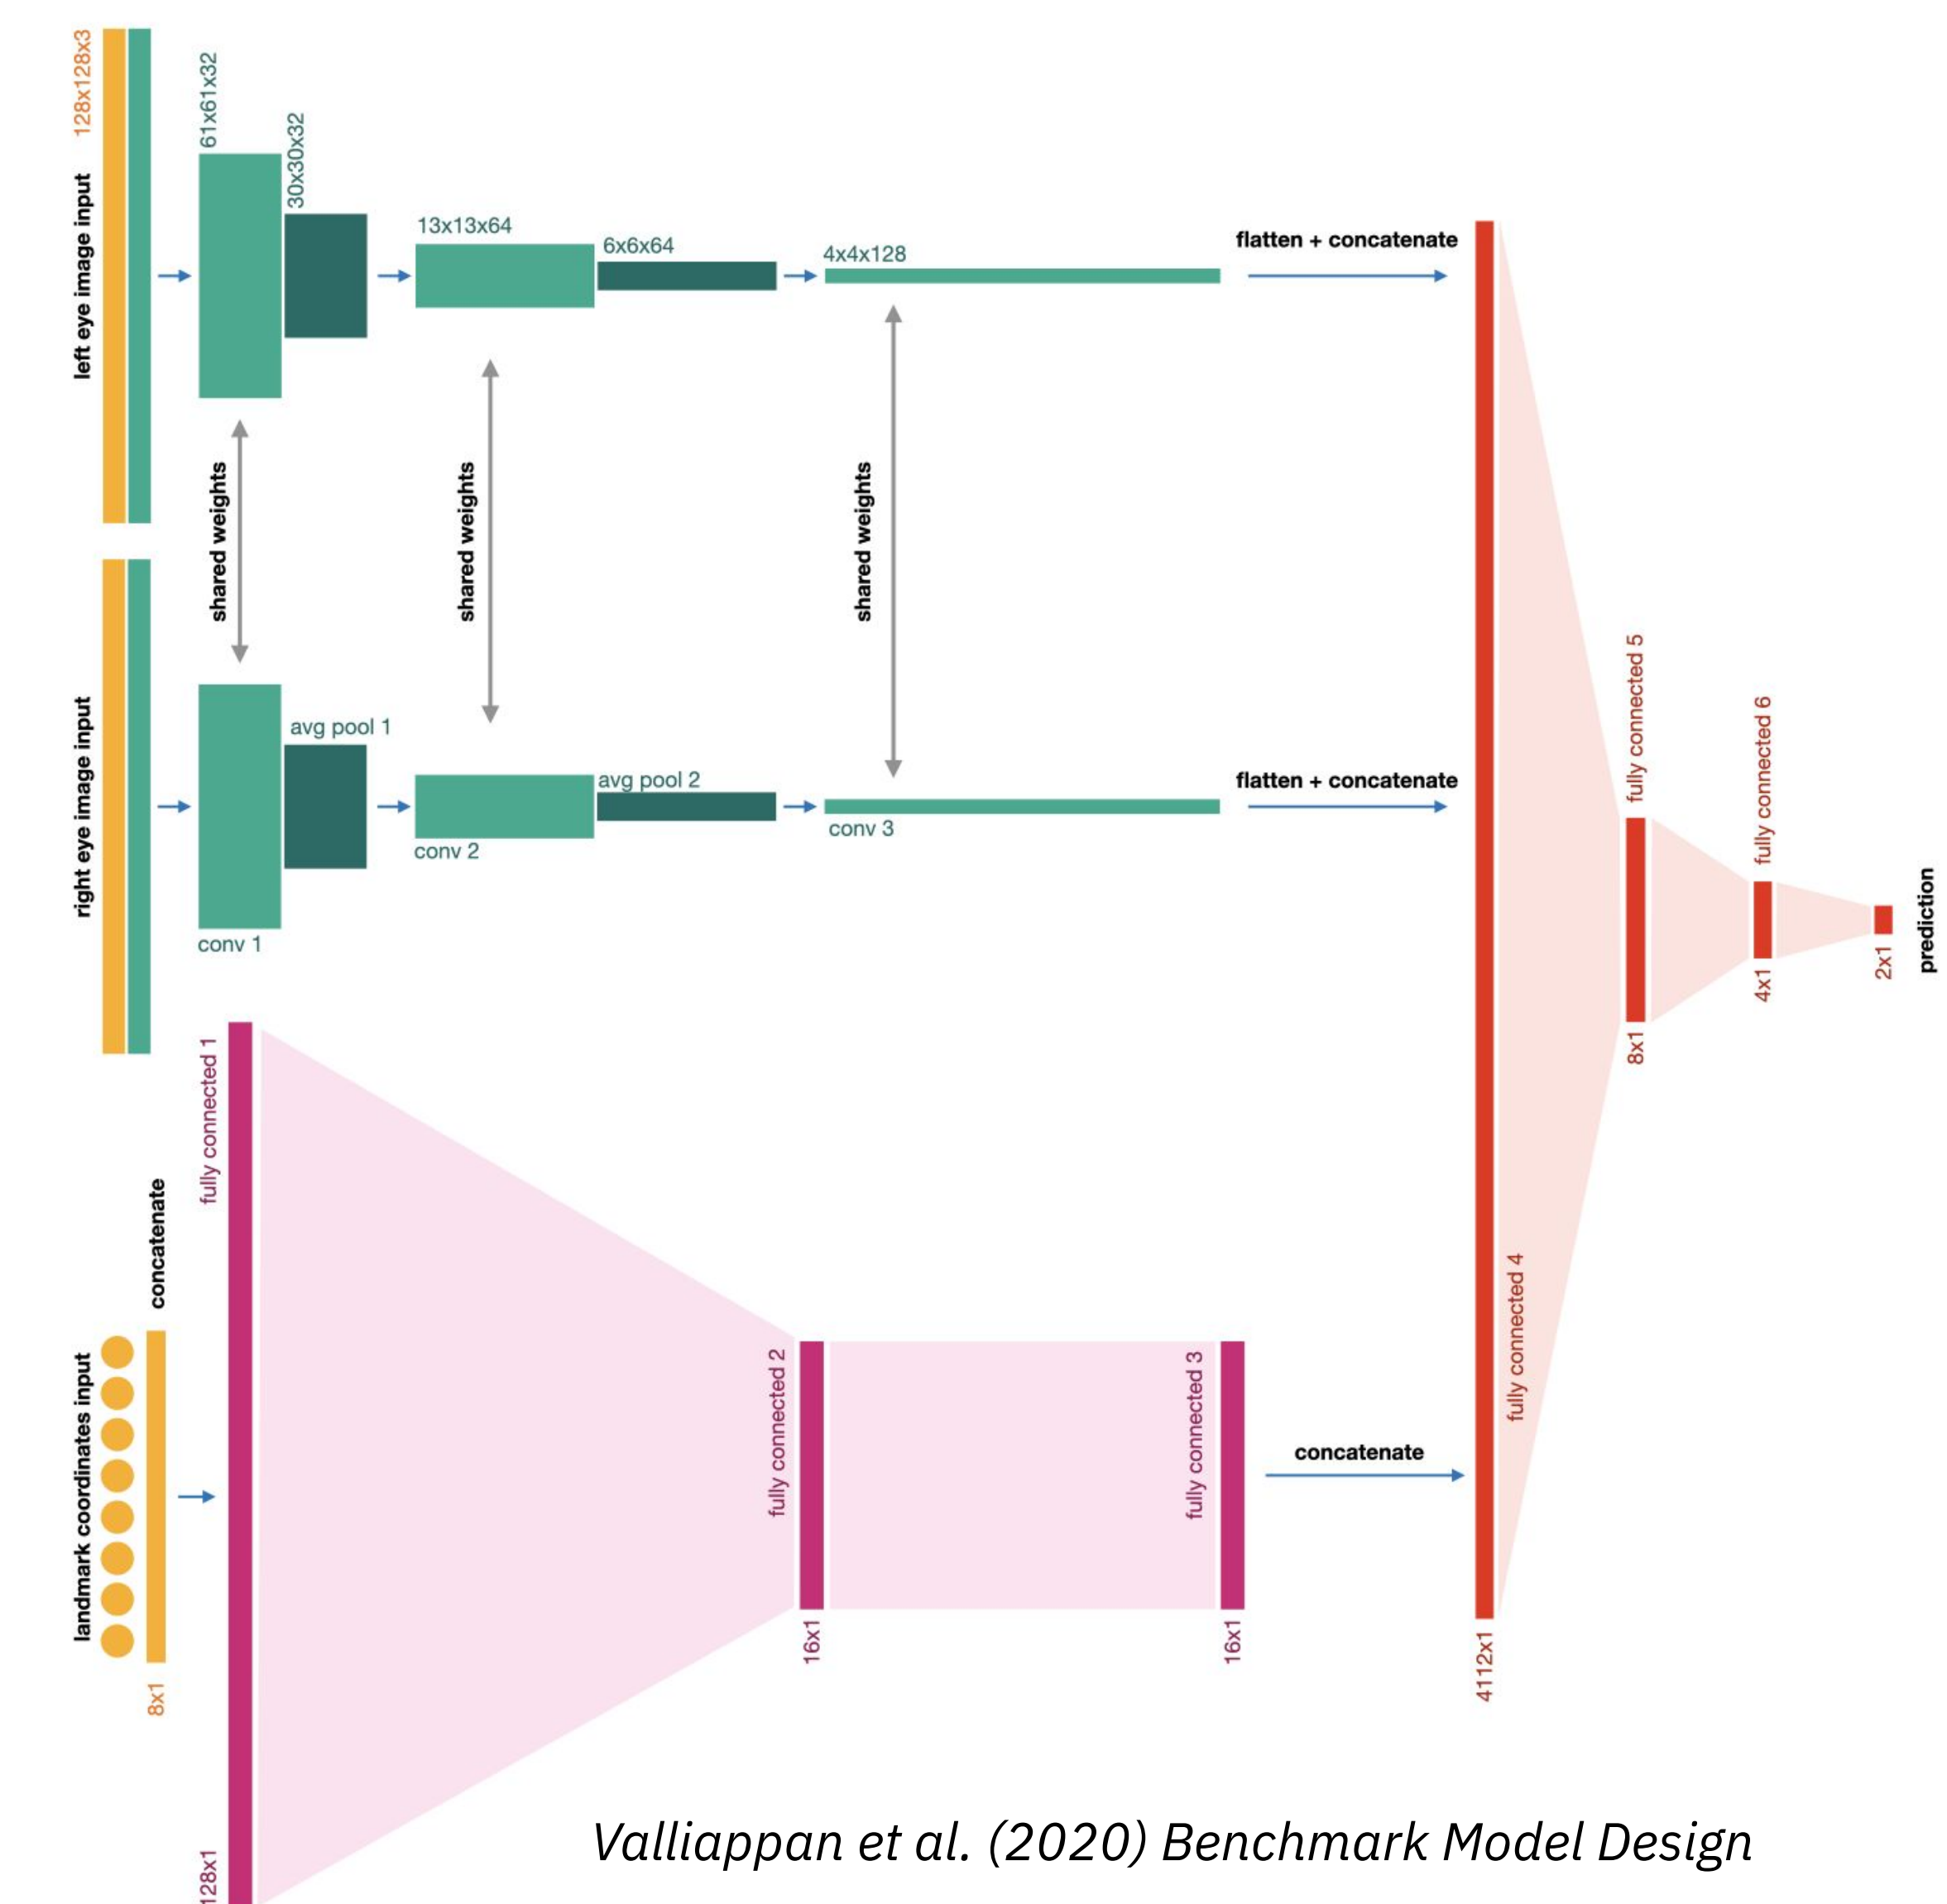 128x128x3
left eye image input
61x61x32
30x30x32
13x13x64
6x6x64
4x4x128
flatten + concatenate
shared weights
shared weights
shared weights
right eye image input
conv 1
avg pool 1
conv 2
avg pool 2
conv 3
flatten + concatenate
landmark coordinates input
8x1
concatenate
fully connected 1
128x1
fully connected 2
16x1
fully connected 3
16x1
concatenate
fully connected 4
4112x1
fully connected 5
8x1
fully connected 6
4x1
2x1
prediction
Valliappan et al. (2020) Benchmark Model Design